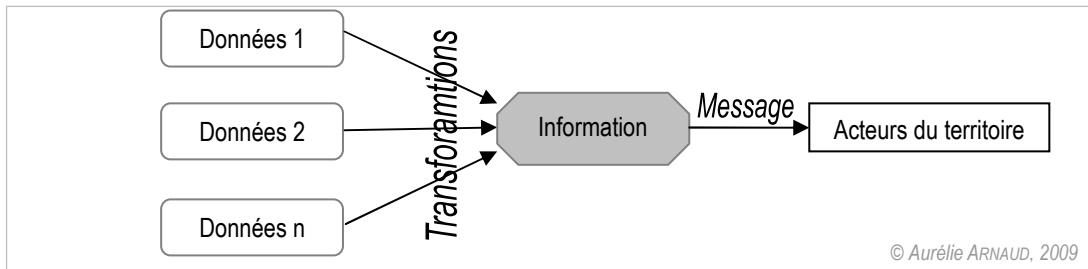 Données 1
Données 2
Données n
Transforamtions
Information
Message
Acteurs du territoire
© Aurélie ARNAUD, 2009